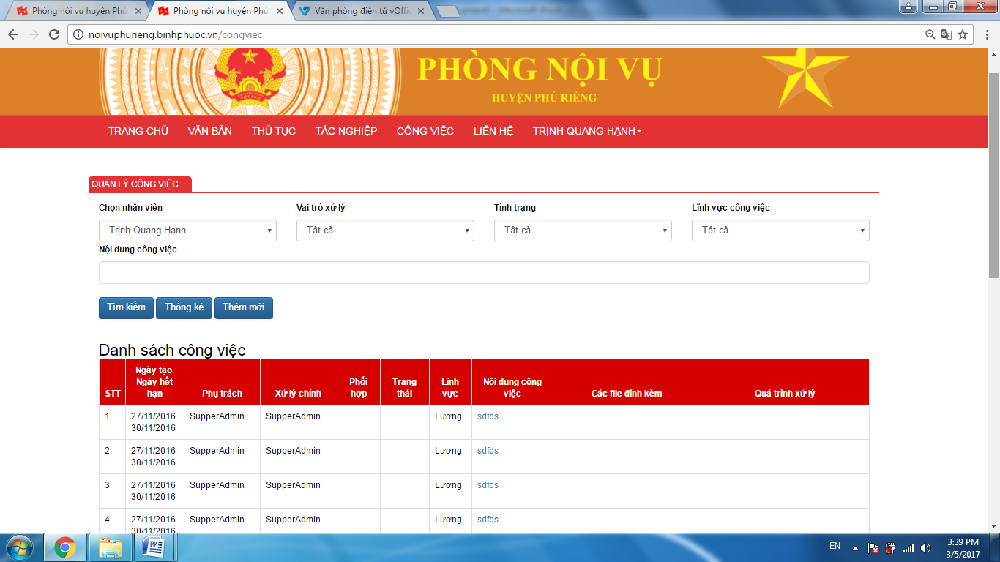 Phòng nội vụ huyện Phú
Phòng nội vụ huyện Phú
Văn phòng điện tử vOffic
Microsoft Word
noivuphurieng.binhphuoc.vn/congviec
VIỆT NAM
PHÒNG NỘI VỤ
HUYỆN PHÚ RIỀNG
TRANG CHỦ VĂN BẢN THỦ TỤC TÁC NGHIỆP CÔNG VIỆC LIÊN HỆ TRỊNH QUANG HẠNH
QUẢN LÝ CÔNG VIỆC
Chọn nhân viên Vai trò xử lý Tình trạng Lĩnh vực công việc
Trịnh Quang Hạnh Tất cả Tất cả Tất cả
Nội dung công việc
Tìm kiếm Thống kê Thêm mới
Danh sách công việc
STT Ngày tạo Ngày hết hạn Phụ trách Xử lý chính Phối hợp Trạng thái Lĩnh vực Nội dung công việc Các file đính kèm Quá trình xử lý
1 27/11/2016 SupperAdmin SupperAdmin Lương sdfds
30/11/2016
2 27/11/2016 SupperAdmin SupperAdmin Lương sdfds
30/11/2016
3 27/11/2016 SupperAdmin SupperAdmin Lương sdfds
30/11/2016
4 27/11/2016 SupperAdmin SupperAdmin Lương sdfds
30/11/2016
EN
3:39 PM
3/5/2017